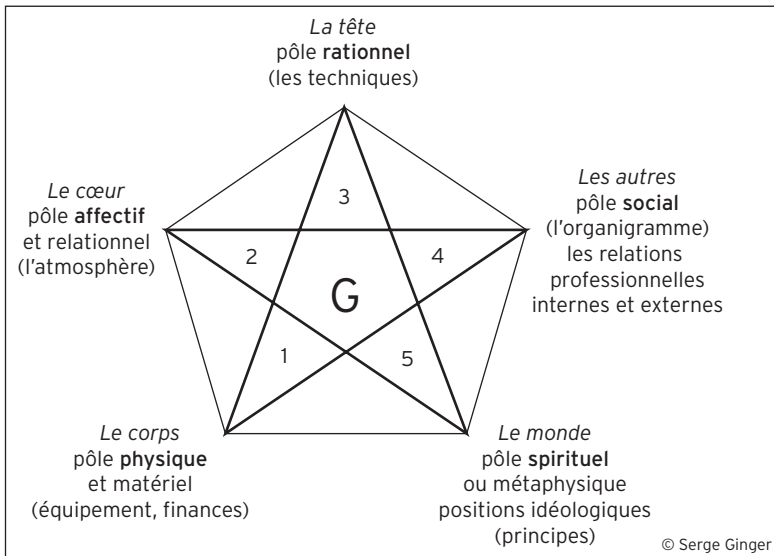 La tête
pôle rationnel
(les techniques)
Le cœur
pôle affectif
et relationnel
(l'atmosphère)
Les autres
pôle social
(l'organigramme)
les relations
professionnelles
internes et externes
3
2
4
G
1
5
Le corps
pôle physique
et matériel
(équipement, finances)
Le monde
pôle spirituel
ou métaphysique
positions idéologiques
(principes)
© Serge Ginger